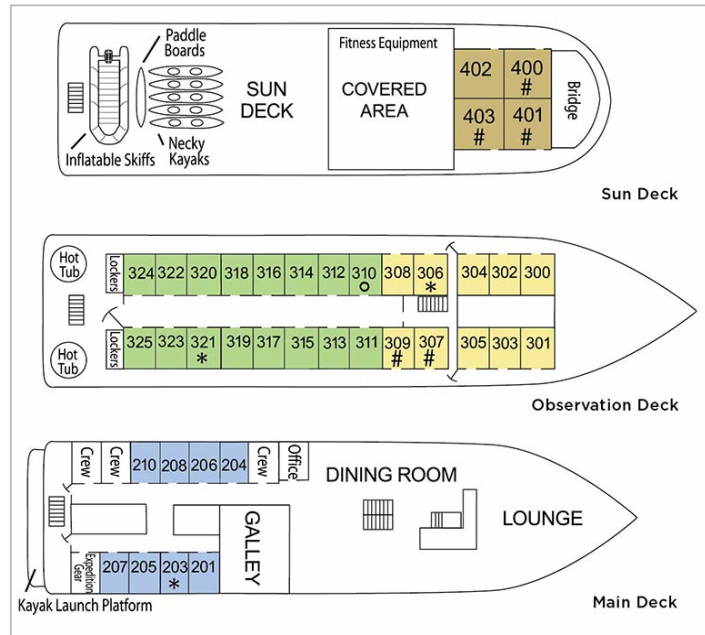 Paddle
Boards
Fitness Equipment
SUN
DECK
COVERED
AREA
402 400
#
403 401
# #
Bridge
Inflatable Skiffs
Necky
Kayaks
Sun Deck
Hot
Tub
Lockers
324 322 320 318 316 314 312 310 308 306 304 302 300
o *
Hot
Tub
Lockers
325 323 321 319 317 315 313 311 309 307 305 303 301
* # #
Observation Deck
Crew Crew 210 208 206 204 Crew Office
DINING ROOM
LOUNGE
GALLEY
Expedition
Gear
207 205 203 201
*
Kayak Launch Platform
Main Deck